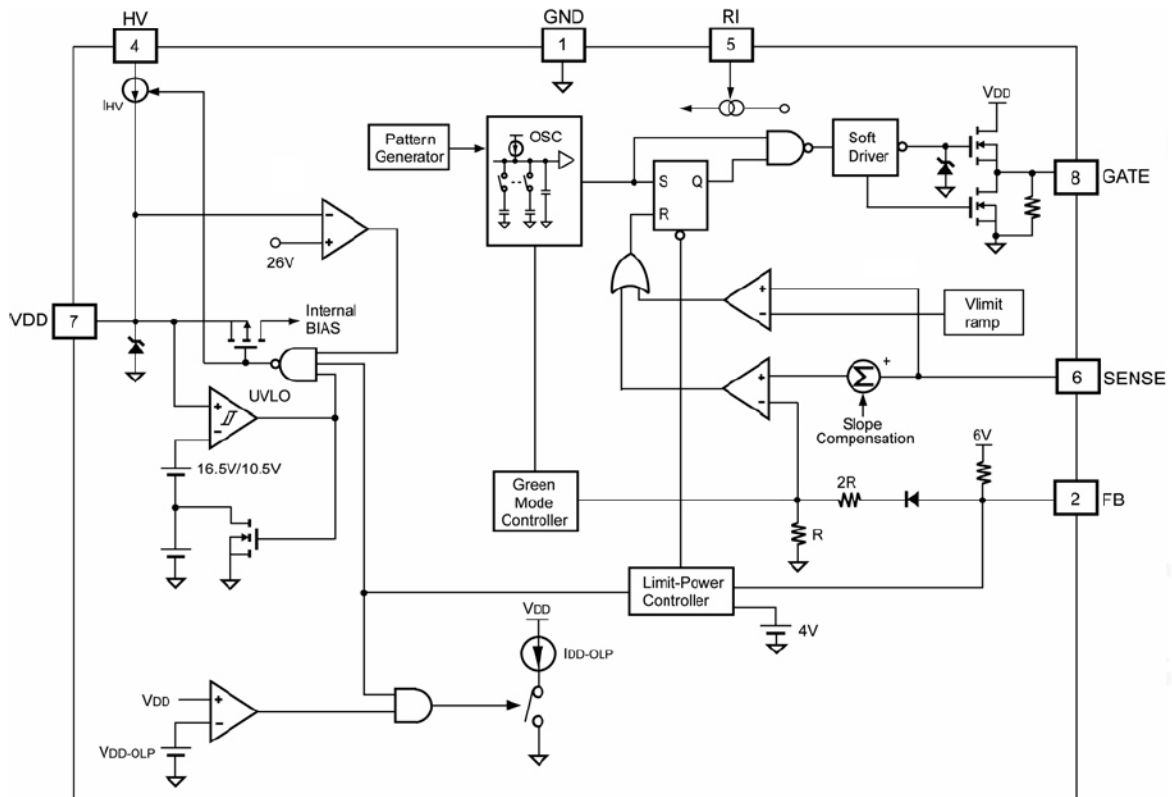 HV
4
GND
1
RI
5
IHV
Pattern
Generator
OSC
Soft
Driver
VDD
8
GATE
S
Q
R
26V
VDD
7
Internal
BIAS
UVLO
Vlimit
ramp
6
SENSE
Σ
+
Slope
Compensation
16.5V/10.5V
6V
2
FB
2R
R
Green
Mode
Controller
Limit-Power
Controller
4V
VDD
IDD-OLP
VDD
VDD-OLP